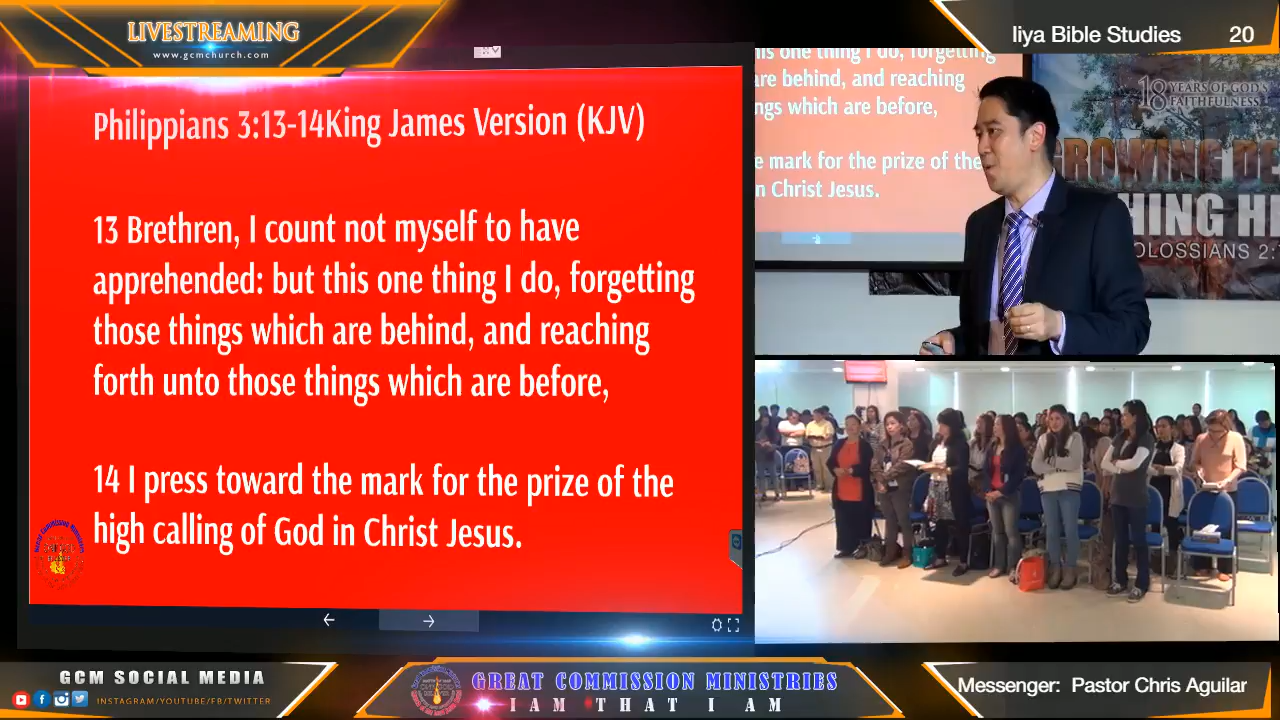 LIVESTREAMING
www.gcmchurch.com
Iiya Bible Studies 20
Philippians 3:13-14King James Version (KJV)
13 Brethren, I count not myself to have
apprehended: but this one thing I do, forgetting
those things which are behind, and reaching
forth unto those things which are before,
14 I press toward the mark for the prize of the
high calling of God in Christ Jesus.
his one thing I do, forgetting
are behind, and reaching
ngs which are before,
e mark for the prize of the
n Christ Jesus.
18 YEARS OF GOD'S
FAITHFULNESS
GROWING DE
HING HI
OLOSSIANS 2:
GCM SOCIAL MEDIA
INSTAGRAM/YOUTUBE/FB/TWITTER
GREAT COMMISSION MINISTRIES
I AM THAT I AM
Messenger: Pastor Chris Aguilar